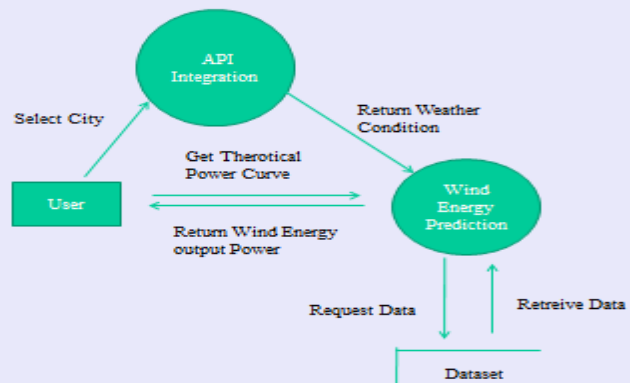 API
Integration
Select City
Return Weather
Condition
Get Therotical
Power Curve
User
Wind
Energy
Prediction
Return Wind Energy
output Power
Request Data
Retreive Data
Dataset